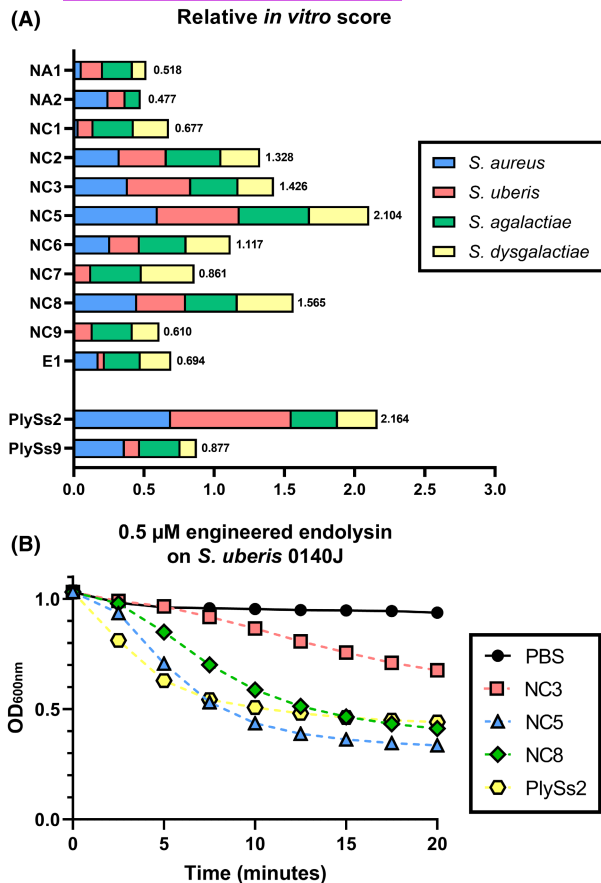 (A)
Relative in vitro score
NA1
0.518
NA2
0.477
NC1
0.677
NC2
1.328
NC3
1.426
NC5
2.104
NC6
1.117
NC7
0.861
NC8
1.565
NC9
0.610
E1
0.694
PlySs2
2.164
PlySs9
0.877
0.0 0.5 1.0 1.5 2.0 2.5 3.0
S. aureus
S. uberis
S. agalactiae
S. dysgalactiae
(B)
0.5 µM engineered endolysin
on S. uberis 0140J
OD600nm
1.0
0.5
0.0
0 5 10 15 20
Time (minutes)
PBS
NC3
NC5
NC8
PlySs2